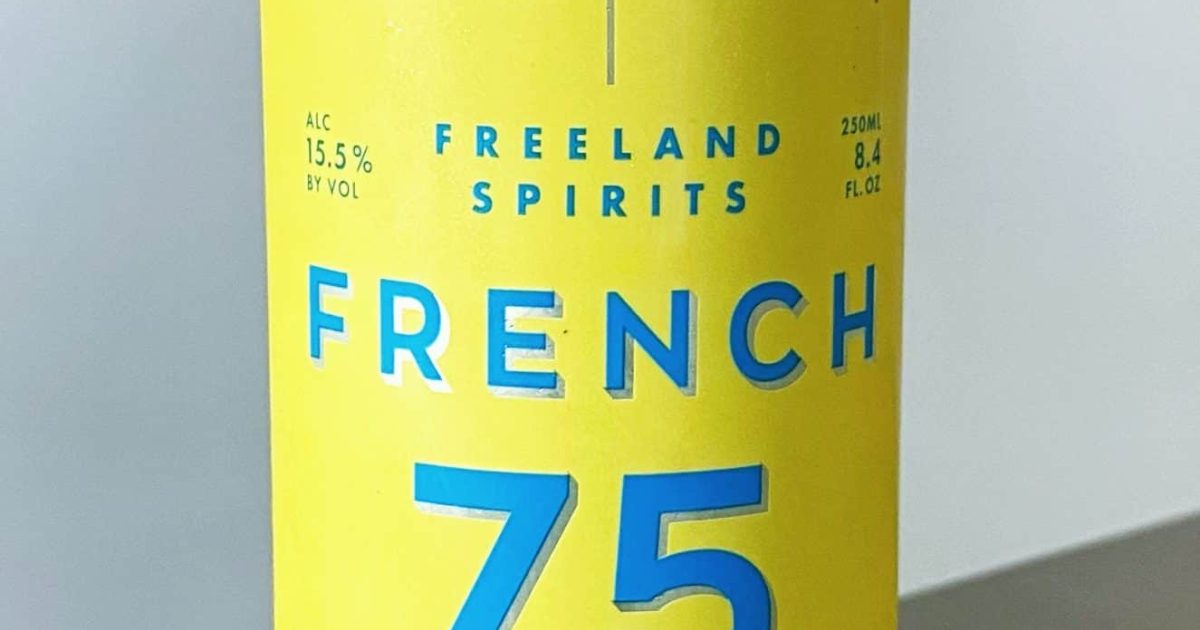 ALC
15.5%
BY VOL
FREELAND
SPIRITS
250ML
8.4
FL.OZ
FRENCH
75